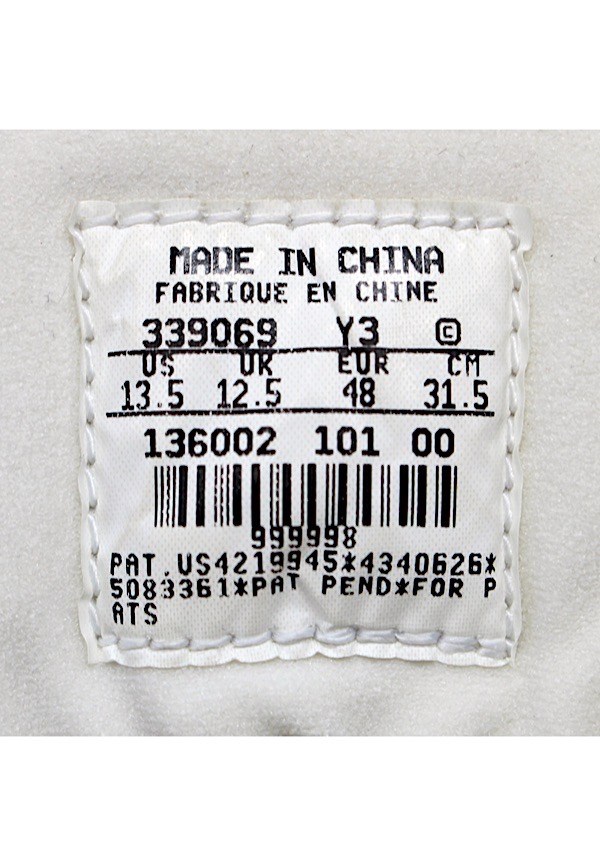 MADE IN CHINA
FABRIQUE EN CHINE
339069 Y3 ©
US UK EUR CM
13.5 12.5 48 31.5
136002 101 00
999998
PAT.US4219945*4340626*
5083361*PAT PEND*FOR P
ATS